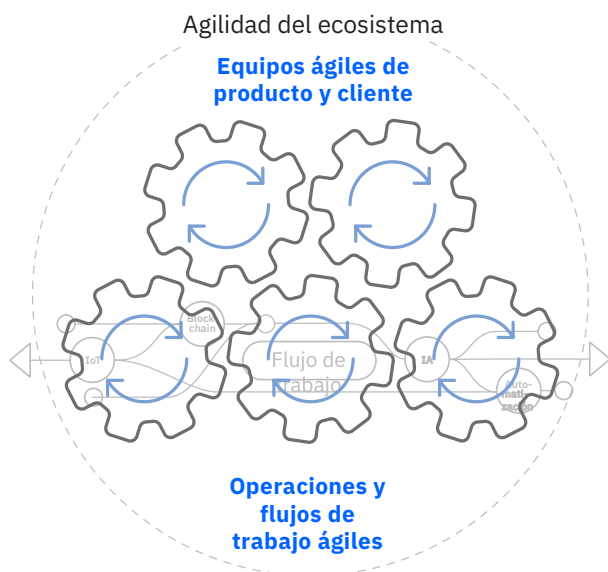 Agilidad del ecosistema
Equipos ágiles de
producto y cliente
Block
chain
IoT
Flujo de
trabajo
IA
Auto-
mati-
zación
Operaciones y
flujos de
trabajo ágiles